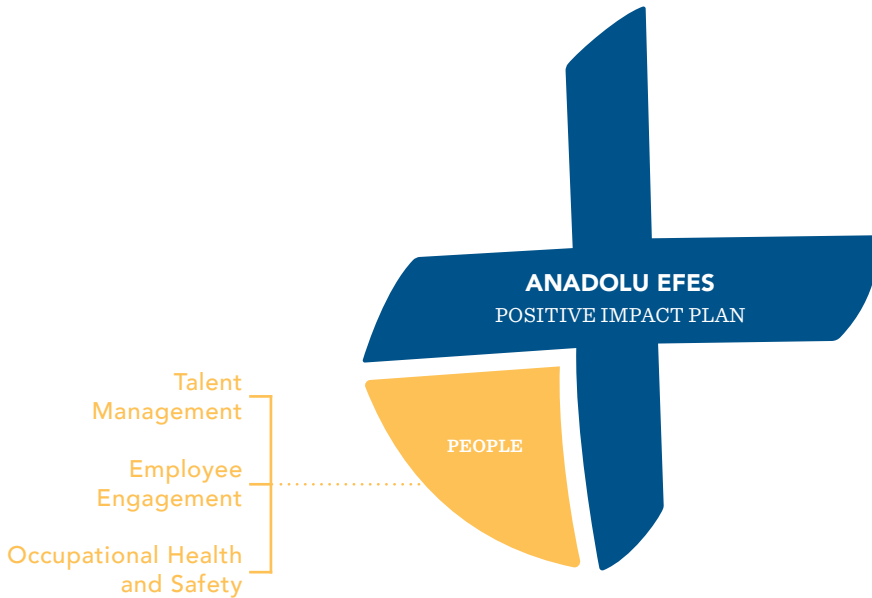 ANADOLU EFES
POSITIVE IMPACT PLAN
Talent
Management
PEOPLE
Employee
Engagement
Occupational Health
and Safety